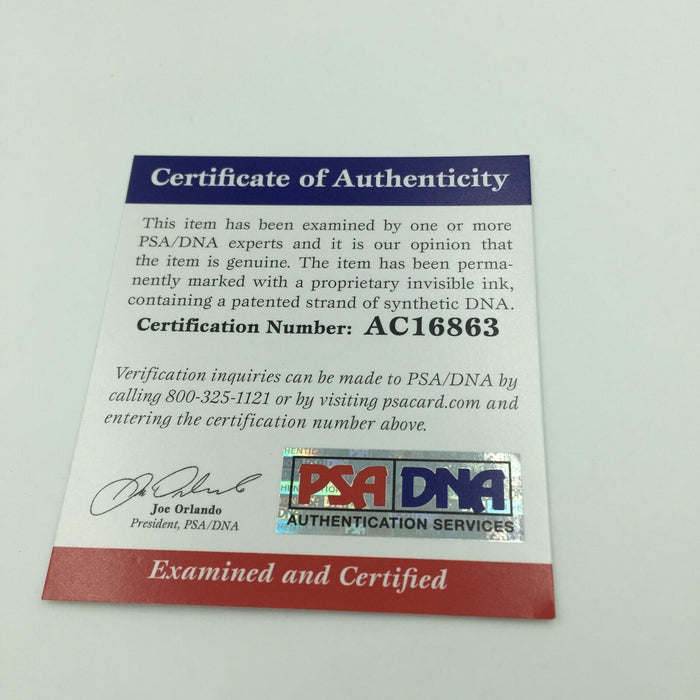 Certificate of Authenticity
This item has been examined by one or more
PSA/DNA experts and it is our opinion that
the item is genuine. The item has been perma-
nently marked with a proprietary invisible ink,
containing a patented strand of synthetic DNA.
Certification Number: AC16863
Verification inquiries can be made to PSA/DNA by
calling 800-325-1121 or by visiting psacard.com and
entering the certification number above.
Joe Orlando
President, PSA/DNA
PSA DNA
AUTHENTICATION SERVICES
Examined and Certified